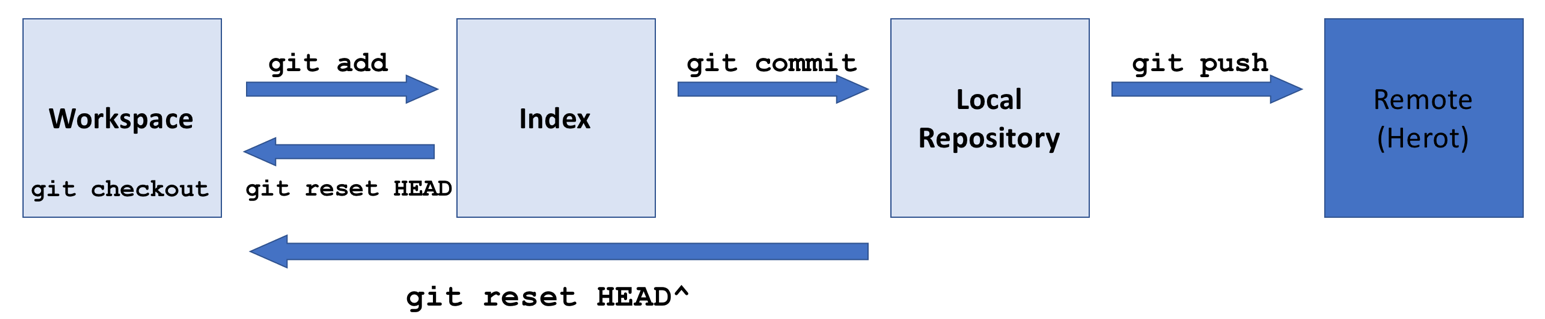 Workspace
git checkout
git add
git reset HEAD
Index
git commit
Local
Repository
git push
Remote
(Herot)
git reset HEAD^